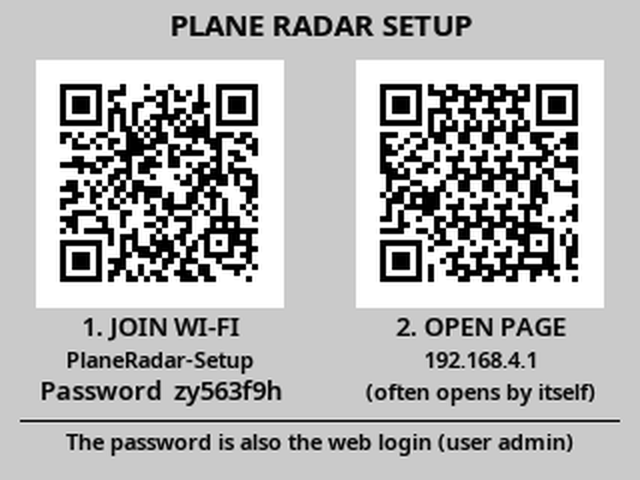 PLANE RADAR SETUP
1. JOIN WI-FI
PlaneRadar-Setup
Password zy563f9h
2. OPEN PAGE
192.168.4.1
(often opens by itself)
The password is also the web login (user admin)